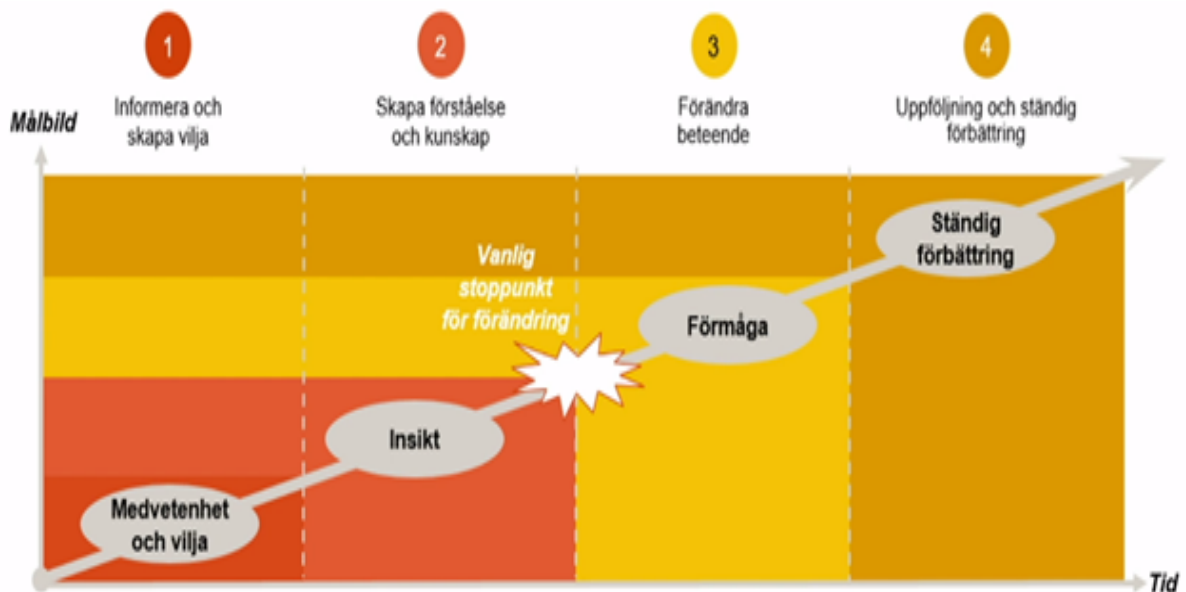 1
2
3
4
Informera och
skapa vilja
Skapa förståelse
och kunskap
Förändra
beteende
Uppföljning och ständig
förbättring
Målbild
Vanlig
stoppunkt
för förändring
Ständig
förbättring
Förmåga
Insikt
Medvetenhet
och vilja
Tid